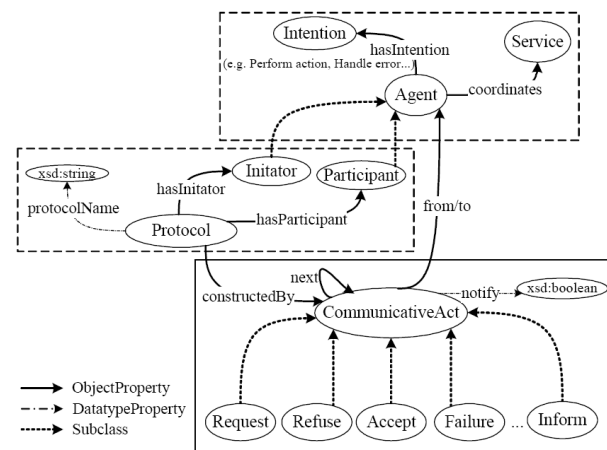 Intention
hasIntention
Service
(e.g. Perform action, Handle error...)
Agent
coordinates
xsd:string
Initator
Participant
hasInitator
protocolName
hasParticipant
from/to
Protocol
next
constructedBy
notify
xsd:boolean
CommunicativeAct
ObjectProperty
DatatypeProperty
Subclass
Request
Refuse
Accept
Failure
...
Inform